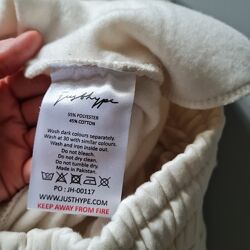 justhype
55% POLYESTER
45% COTTON
Wash dark colours separately.
Wash at 30 with similar colours.
Wash and iron inside out.
Do not bleach.
Do not dry clean.
Do not tumble dry.
Made in Pakistan.
PO : JH-00117
WWW.JUSTHYPE.COM
KEEP AWAY FROM FIRE